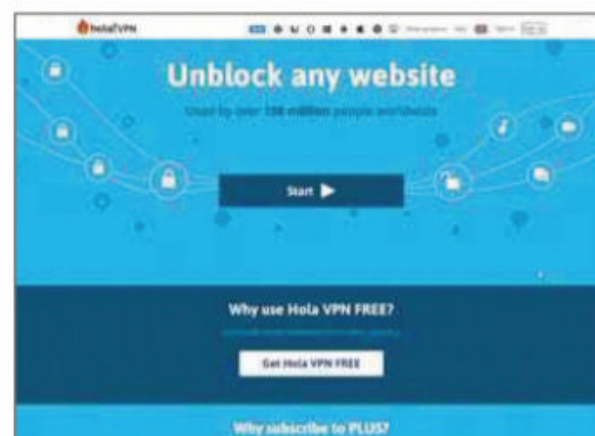 holaVPN
Unblock any website
Used by over 158 million people worldwide
Start
Why use Hola VPN FREE?
Get Hola VPN FREE
Why subscribe to PLUS?